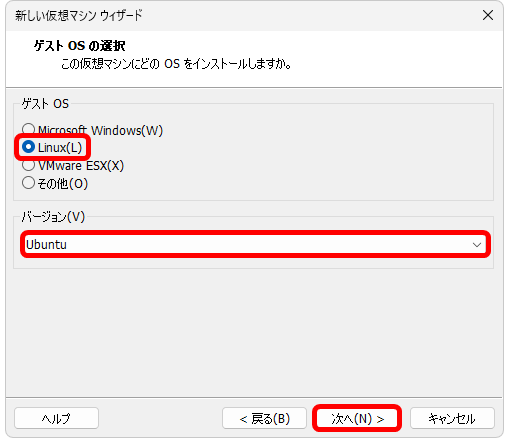 新しい仮想マシン ウィザード
ゲスト OS の選択
この仮想マシンにどの OS をインストールしますか。
ゲスト OS
Microsoft Windows(W)
Linux(L)
VMware ESX(X)
その他(O)
バージョン(V)
Ubuntu
ヘルプ
< 戻る(B)
次へ(N) >
キャンセル